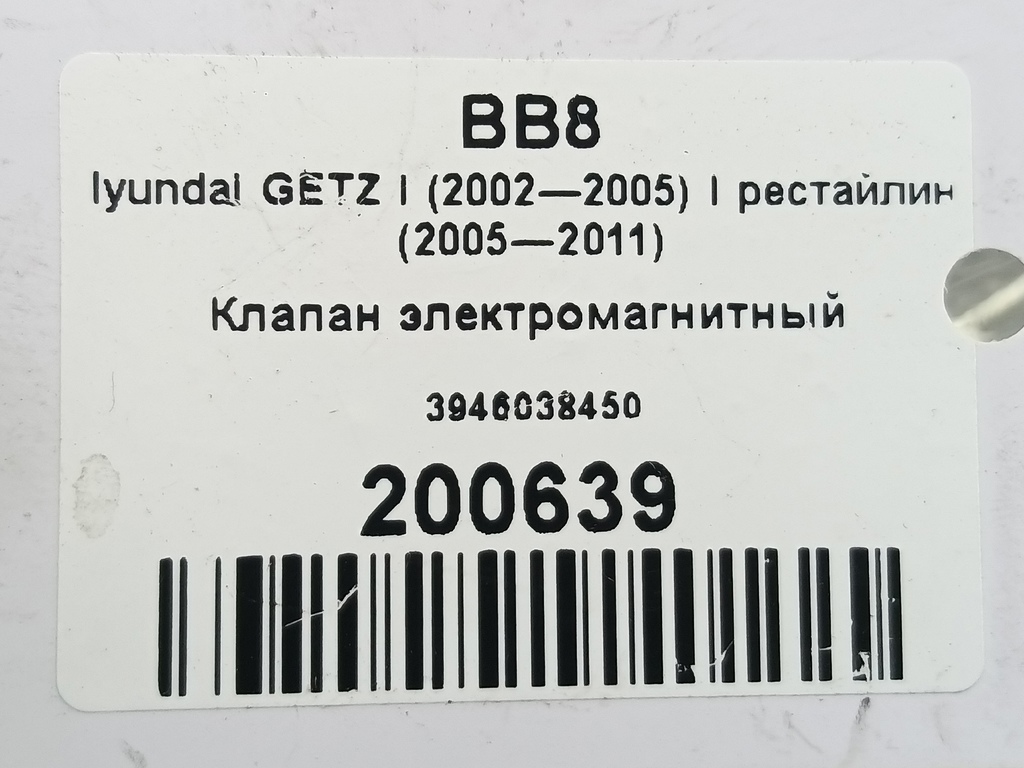 BB8
lyundai GETZ I (2002—2005) I рестайлин
(2005—2011)
Клапан электромагнитный
3946038450
200639